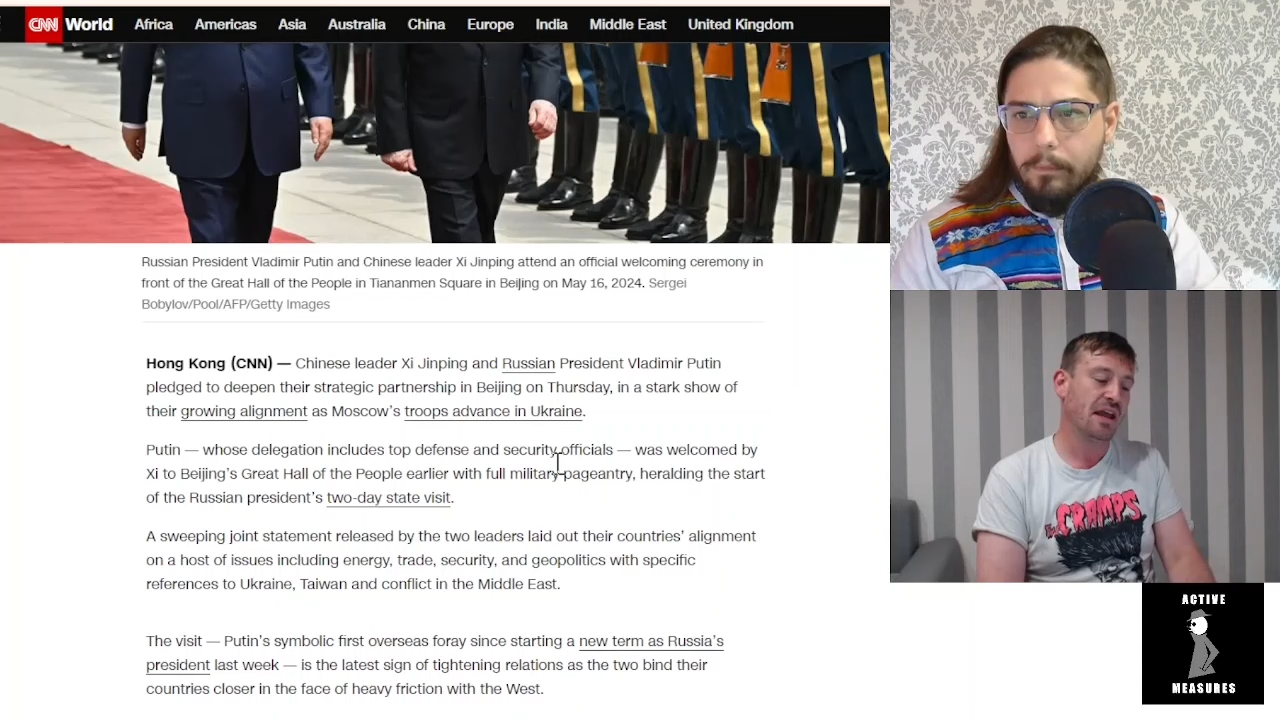 CNN World Africa Americas Asia Australia China Europe India Middle East United Kingdom
Russian President Vladimir Putin and Chinese leader Xi Jinping attend an official welcoming ceremony in
front of the Great Hall of the People in Tiananmen Square in Beijing on May 16, 2024. Sergei
Bobylov/Pool/AFP/Getty Images
Hong Kong (CNN) — Chinese leader Xi Jinping and Russian President Vladimir Putin
pledged to deepen their strategic partnership in Beijing on Thursday, in a stark show of
their growing alignment as Moscow’s troops advance in Ukraine.
Putin — whose delegation includes top defense and security officials — was welcomed by
Xi to Beijing’s Great Hall of the People earlier with full military pageantry, heralding the start
of the Russian president’s two-day state visit.
A sweeping joint statement released by the two leaders laid out their countries’ alignment
on a host of issues including energy, trade, security, and geopolitics with specific
references to Ukraine, Taiwan and conflict in the Middle East.
The visit — Putin’s symbolic first overseas foray since starting a new term as Russia’s
president last week — is the latest sign of tightening relations as the two bind their
countries closer in the face of heavy friction with the West.
THE CRAMPS
ACTIVE
MEASURES